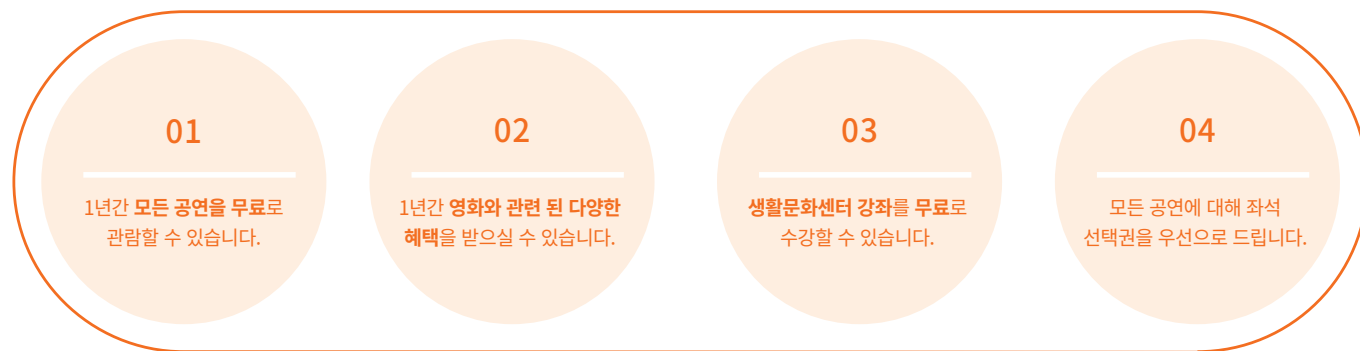 01
1년간 모든 공연을 무료로
관람할 수 있습니다.
02
1년간 영화와 관련 된 다양한
혜택을 받으실 수 있습니다.
03
생활문화센터 강좌를 무료로
수강할 수 있습니다.
04
모든 공연에 대해 좌석
선택권을 우선으로 드립니다.